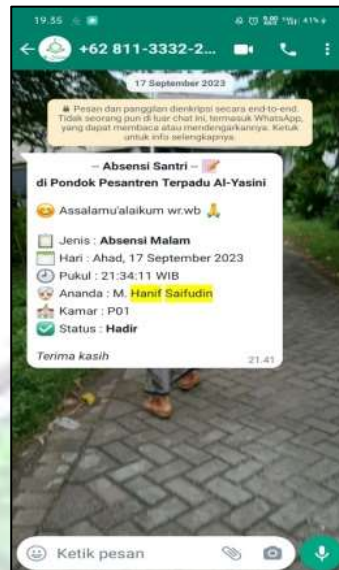 19.35
41%
+62 811-3332-2...
17 September 2023
Pesan dan panggilan dienkripsi secara end-to-end.
Tidak seorang pun di luar chat ini, termasuk WhatsApp,
yang dapat membaca atau mendengarkannya. Ketuk
untuk info selengkapnya.
-- Absensi Santri --
di Pondok Pesantren Terpadu Al-Yasini
Assalamu'alaikum wr.wb
Jenis : Absensi Malam
Hari : Ahad, 17 September 2023
Pukul : 21:34:11 WIB
Ananda : M. Hanif Saifudin
Kamar : P01
Status : Hadir
Terima kasih
21.41
Ketik pesan